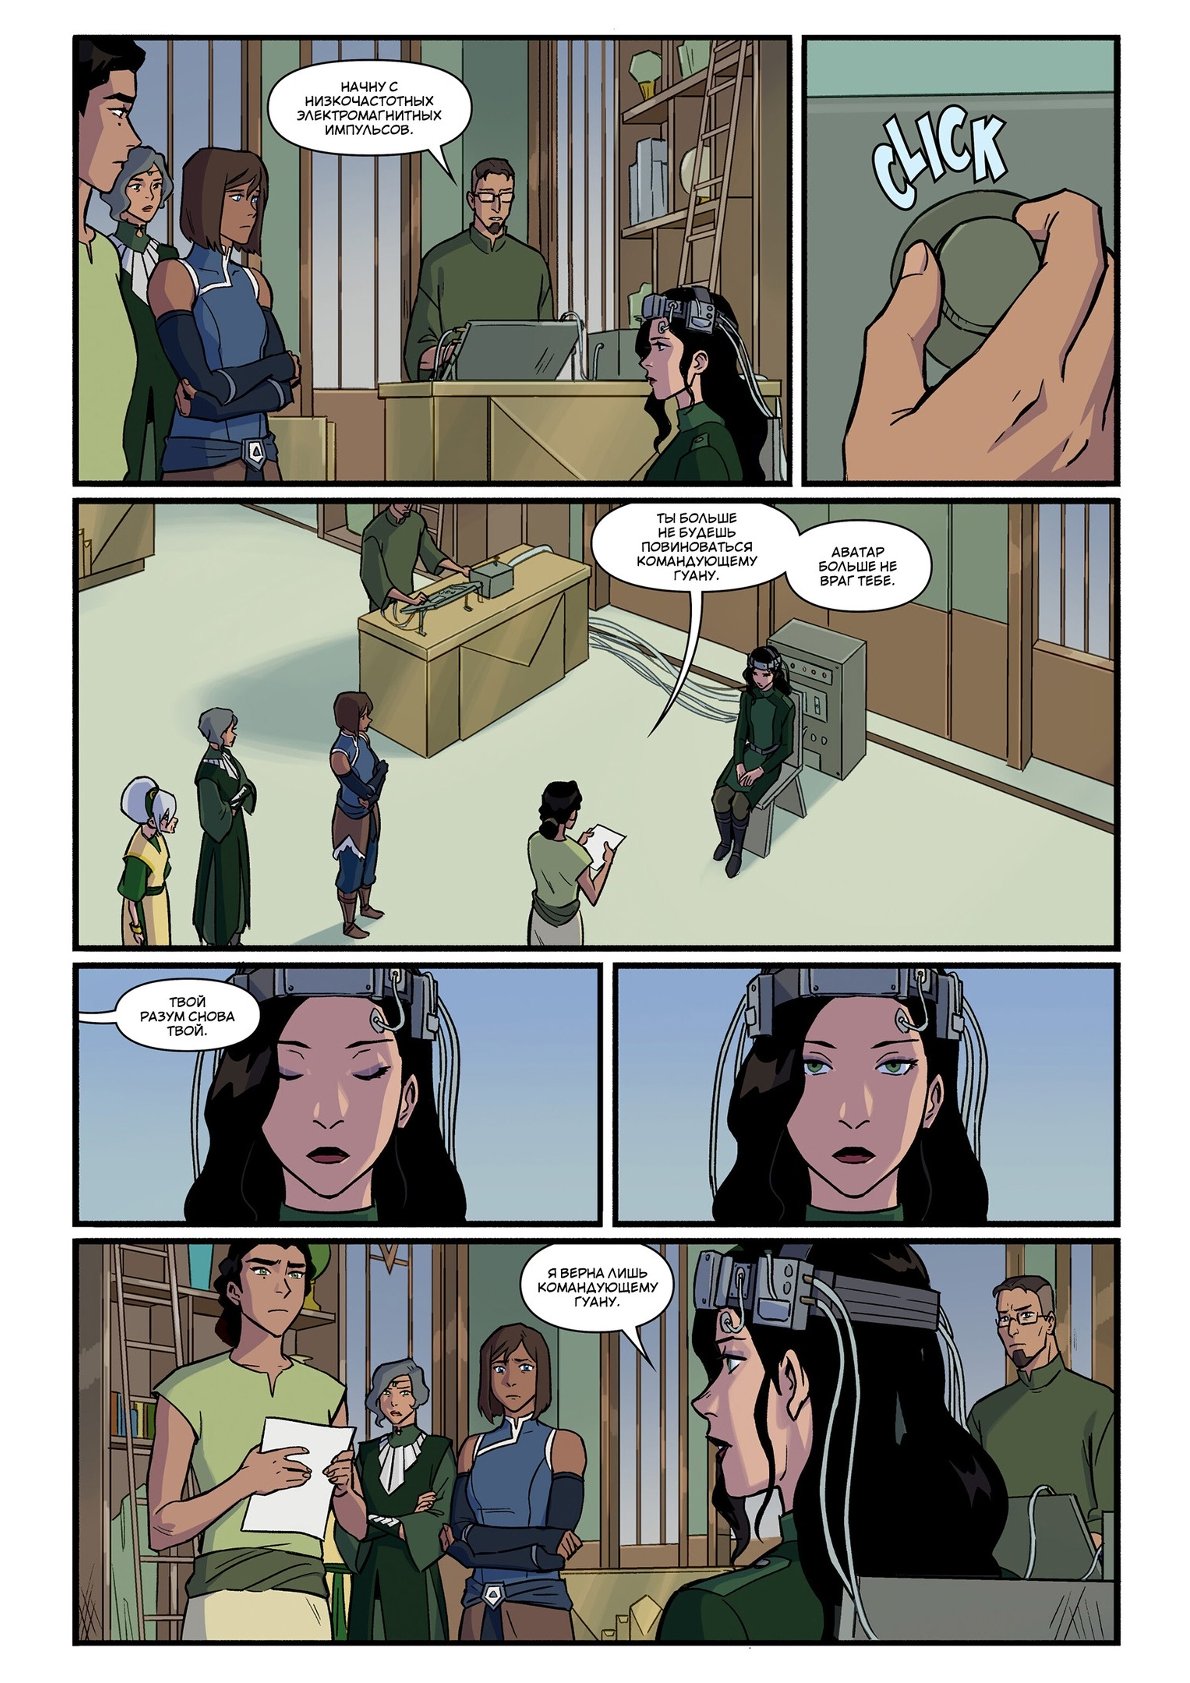 НАЧНУ С
НИЗКОЧАСТОТНЫХ
ЭЛЕКТРОМАГНИТНЫХ
ИМПУЛЬСОВ.
CLICK
ТЫ БОЛЬШЕ
НЕ БУДЕШЬ
ПОВИНОВАТЬСЯ
КОМАНДУЮЩЕМУ
ГУАНУ.
АВАТАР
БОЛЬШЕ НЕ
ВРАГ ТЕБЕ.
ТВОЙ
РАЗУМ СНОВА
ТВОЙ.
Я ВЕРНА ЛИШЬ
КОМАНДУЮЩЕМУ
ГУАНУ.